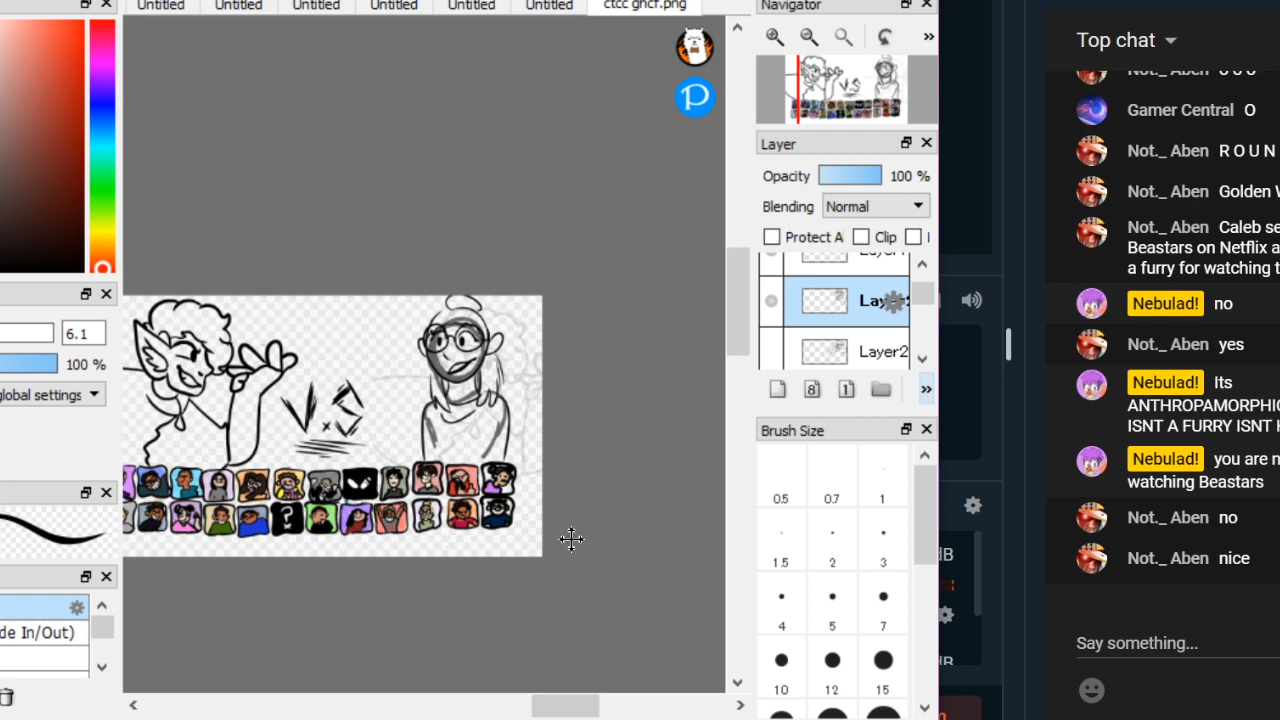 Untitled Untitled Untitled Untitled Untitled Untitled ctcc gncf.png
Navigator
»
Layer
Opacity 100 %
Blending Normal
Protect Al Clip
8 1 »
Layer2
6.1
100 %
global settings
de In/Out)
V.S
?
Brush Size
0.5 0.7 1
1.5 2 3
4 5 7
10 12 15
Top chat
Gamer Central O
Not._ Aben R O U N
Not._ Aben Golden
Not._ Aben Caleb se
Beastars on Netflix a
a furry for watching t
Nebulad! no
Not._ Aben yes
Nebulad! Its
ANTHROPAMORPHIC
ISNT A FURRY ISNT
Nebulad! you are n
watching Beastars
Not._ Aben no
Not._ Aben nice
Say something...